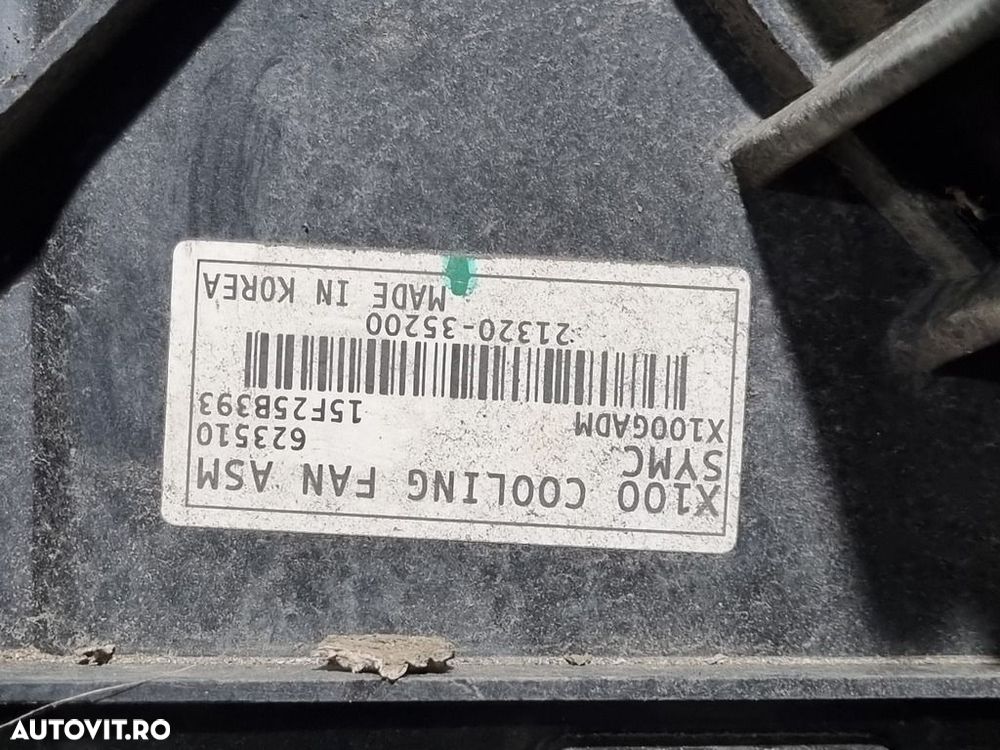 X100 COOLING FAN ASM
SYMC 623510
X100GADM 15F25B393
21320-35200
MADE IN KOREA
AUTOVIT.RO